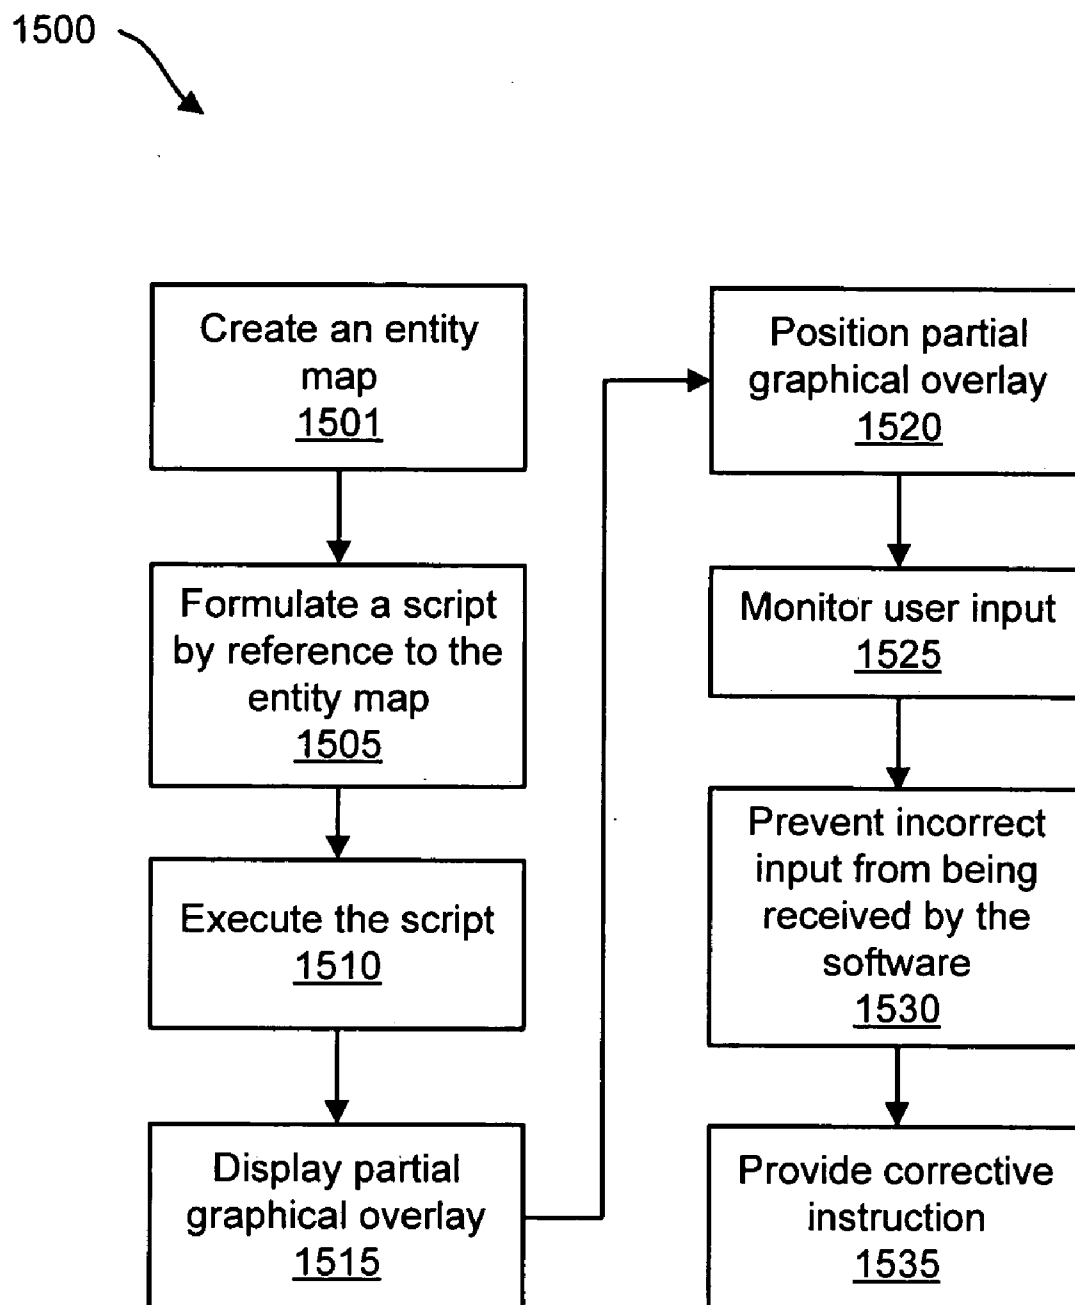 1500
Create an entity
map
1501
Formulate a script
by reference to the
entity map
1505
Execute the script
1510
Display partial
graphical overlay
1515
Position partial
graphical overlay
1520
Monitor user input
1525
Prevent incorrect
input from being
received by the
software
1530
Provide corrective
instruction
1535